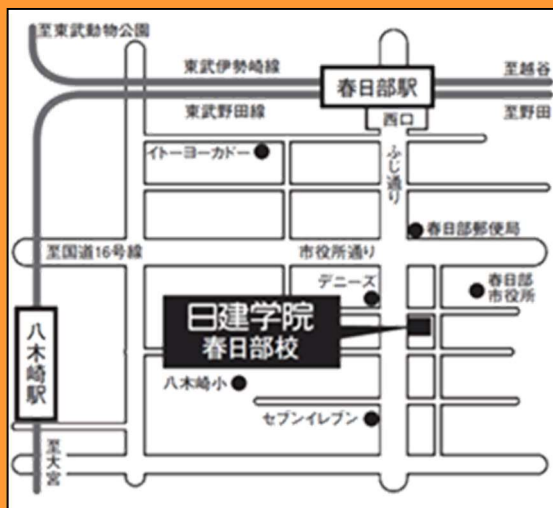 至東武動物公園
東武伊勢崎線
春日部駅
至越谷
東武野田線
西口
至野田
イトーヨーカドー
ふじ通り
春日部郵便局
至国道16号線
市役所通り
デニーズ
春日部
市役所
日建学院
春日部校
八木崎駅
八木崎小
セブンイレブン
至大宮